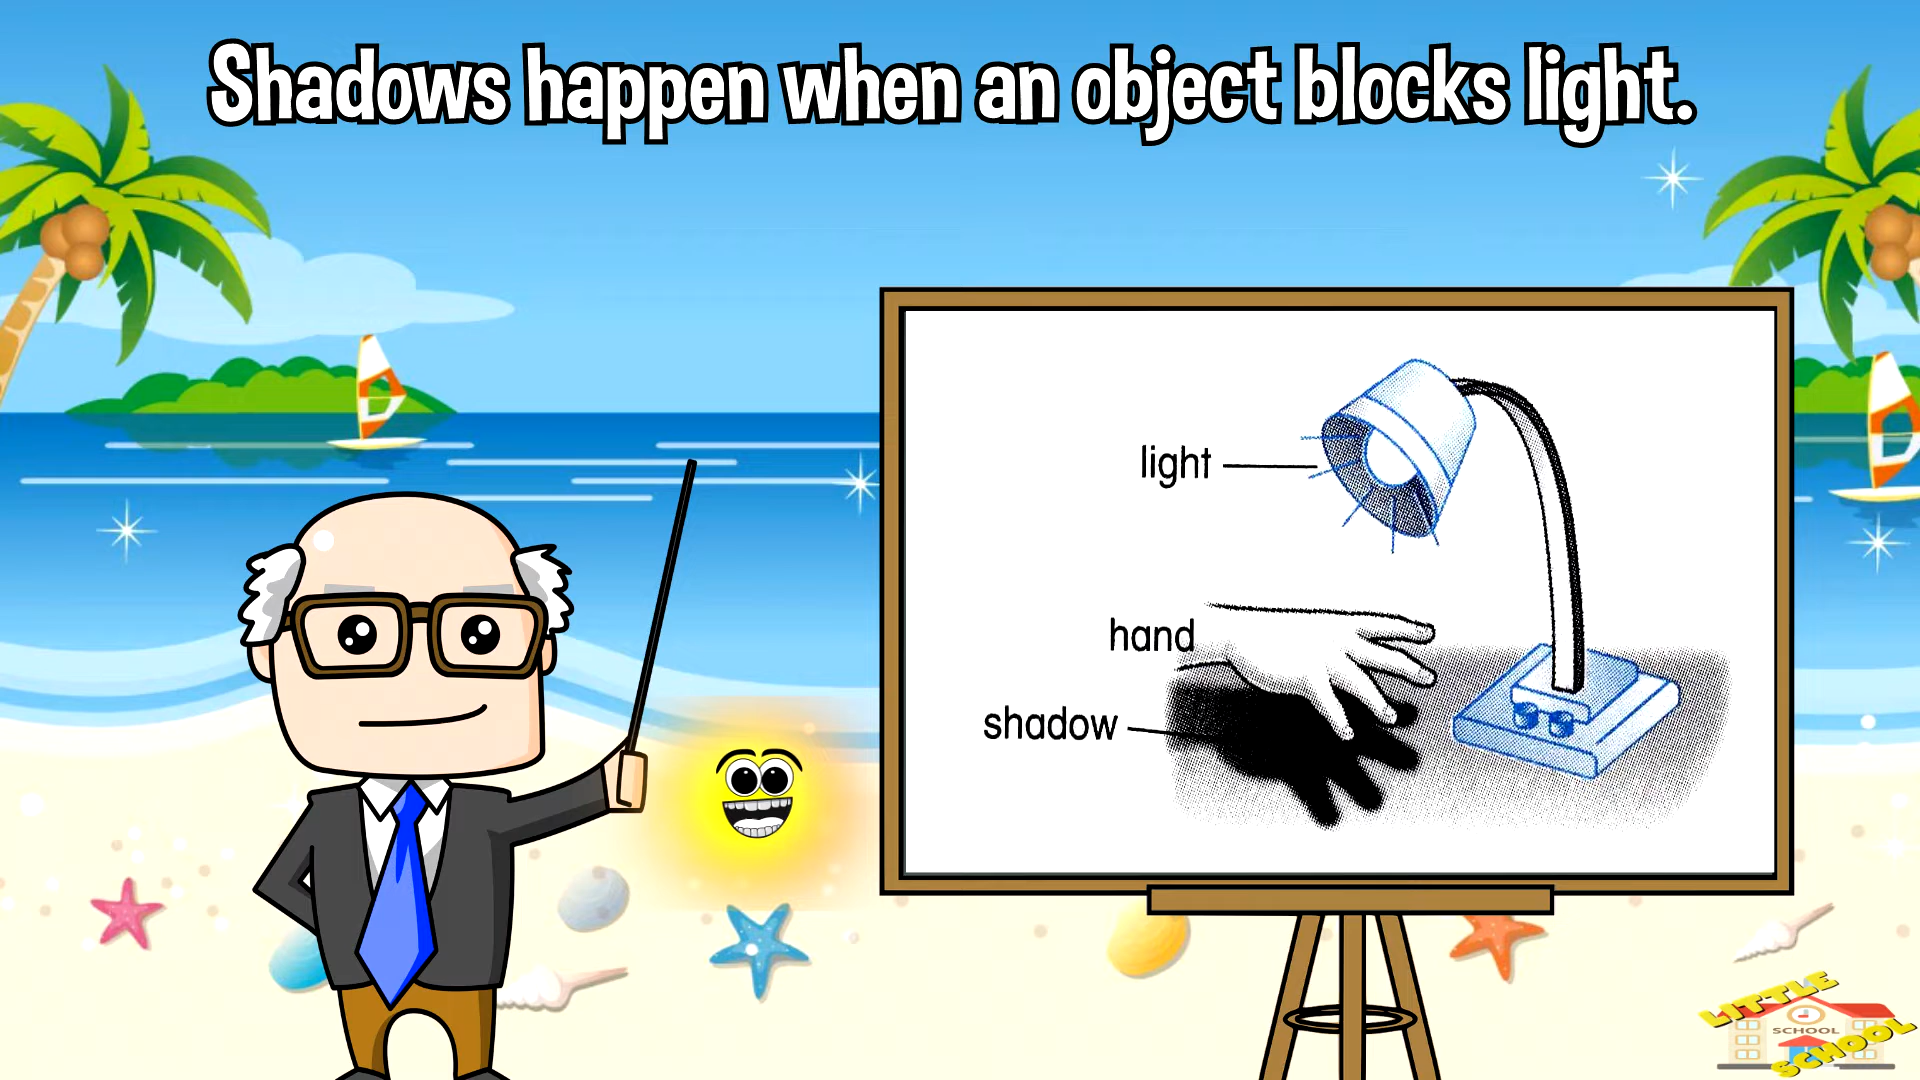 Shadows happen when an object blocks light.
light
hand
shadow
LITTLE
SCHOOL
SCHOOL